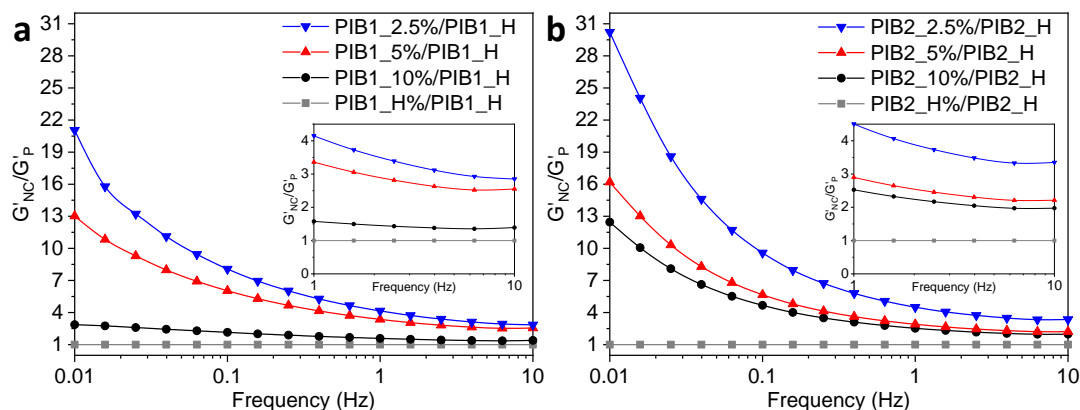 a
G'NC/G'P
31
28
25
22
19
16
13
10
7
4
1
PIB1_2.5%/PIB1_H
PIB1_5%/PIB1_H
PIB1_10%/PIB1_H
PIB1_H%/PIB1_H
G'NC/G'P
4
3
2
1
0
1
10
Frequency (Hz)
0.01
0.1
1
10
Frequency (Hz)
b
G'NC/G'P
31
28
25
22
19
16
13
10
7
4
1
PIB2_2.5%/PIB2_H
PIB2_5%/PIB2_H
PIB2_10%/PIB2_H
PIB2_H%/PIB2_H
G'NC/G'P
4
3
2
1
0
1
10
Frequency (Hz)
0.01
0.1
1
10
Frequency (Hz)